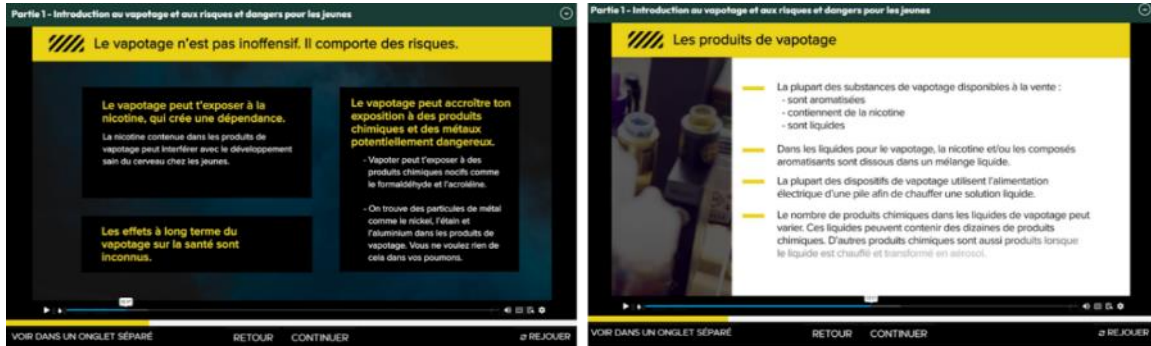 Partie 1 - Introduction au vapotage et aux risques et dangers pour les jeunes
Le vapotage n'est pas inoffensif. Il comporte des risques.
Le vapotage peut t'exposer à la
nicotine, qui crée une dépendance.
La nicotine contenue dans les produits de
vapotage peut interférer avec le développement
sain du cerveau chez les jeunes.
Les effets à long terme du
vapotage sur la santé sont
inconnus.
Le vapotage peut accroître ton
exposition à des produits
chimiques et des métaux
potentiellement dangereux.
- Vapoter peut t'exposer à des
produits chimiques nocifs comme
le formaldéhyde et l'acroléine.
- On trouve des particules de métal
comme le nickel, l'étain et
l'aluminium dans les produits de
vapotage. Vous ne voulez rien de
cela dans vos poumons.
VOIR DANS UN ONGLET SÉPARÉ
RETOUR
CONTINUER
REJOUER
Partie 1 - Introduction au vapotage et aux risques et dangers pour les jeunes
Les produits de vapotage
La plupart des substances de vapotage disponibles à la vente :
- sont aromatisées
- contiennent de la nicotine
- sont liquides
Dans les liquides pour le vapotage, la nicotine et/ou les composés
aromatisants sont dissous dans un mélange liquide.
La plupart des dispositifs de vapotage utilisent l'alimentation
électrique d'une pile afin de chauffer une solution liquide.
Le nombre de produits chimiques dans les liquides de vapotage peut
varier. Ces liquides peuvent contenir des dizaines de produits
chimiques. D'autres produits chimiques sont aussi produits lorsque
le liquide est chauffé et transformé en aérosol.
VOIR DANS UN ONGLET SÉPARÉ
RETOUR
CONTINUER
REJOUER